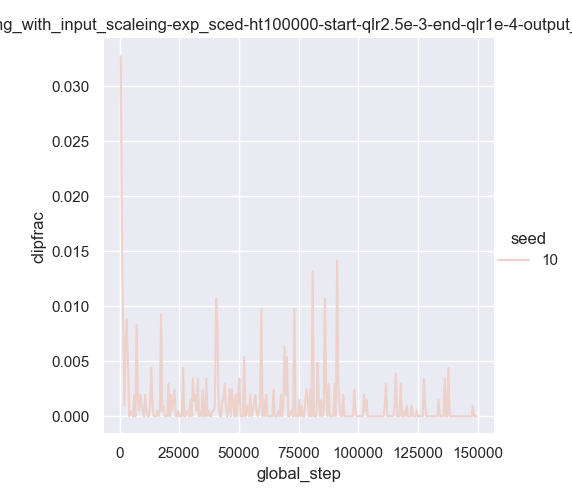 ng_with_input_scaleing-exp_sced-ht100000-start-qlr2.5e-3-end-qlr1e-4-output_
0.030
0.025
0.020
0.015
0.010
0.005
0.000
clipfrac
0 25000 50000 75000 100000 125000 150000
global_step
seed
10